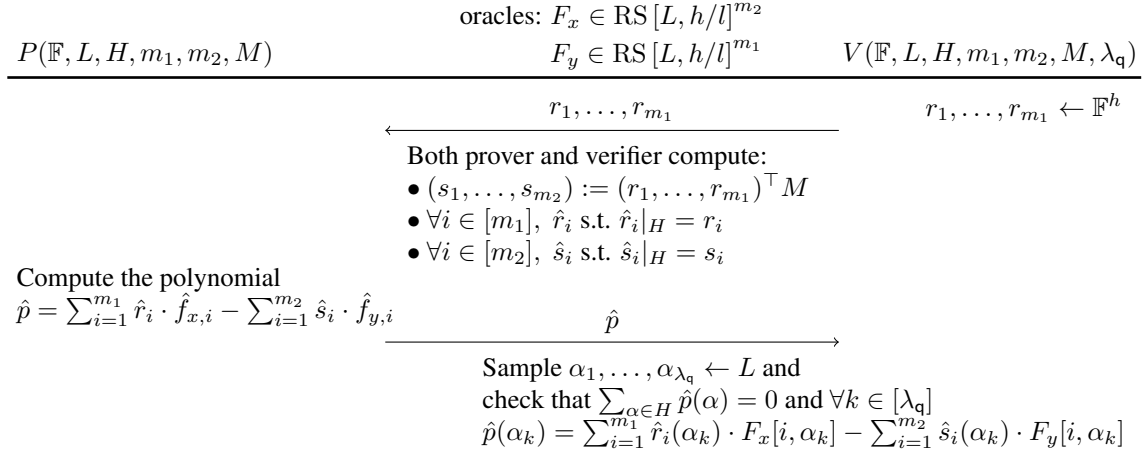 oracles: $F_x \in \mathrm{RS}\,[L, h/l]^{m_2}$
$P(\mathbb{F}, L, H, m_1, m_2, M)$ $F_y \in \mathrm{RS}\,[L, h/l]^{m_1}$ $V(\mathbb{F}, L, H, m_1, m_2, M, \lambda_{\mathsf{q}})$
$r_1, \ldots, r_{m_1}$ $r_1, \ldots, r_{m_1} \leftarrow \mathbb{F}^h$
Both prover and verifier compute:
• $(s_1, \ldots, s_{m_2}) := (r_1, \ldots, r_{m_1})^\top M$
• $\forall i \in [m_1],\ \hat{r}_i$ s.t. $\hat{r}_i|_H = r_i$
• $\forall i \in [m_2],\ \hat{s}_i$ s.t. $\hat{s}_i|_H = s_i$
Compute the polynomial
$\hat{p} = \sum_{i=1}^{m_1} \hat{r}_i \cdot \hat{f}_{x,i} - \sum_{i=1}^{m_2} \hat{s}_i \cdot \hat{f}_{y,i}$
$\hat{p}$
Sample $\alpha_1, \ldots, \alpha_{\lambda_{\mathsf{q}}} \leftarrow L$ and
check that $\sum_{\alpha \in H} \hat{p}(\alpha) = 0$ and $\forall k \in [\lambda_{\mathsf{q}}]$
$\hat{p}(\alpha_k) = \sum_{i=1}^{m_1} \hat{r}_i(\alpha_k) \cdot F_x[i, \alpha_k] - \sum_{i=1}^{m_2} \hat{s}_i(\alpha_k) \cdot F_y[i, \alpha_k]$